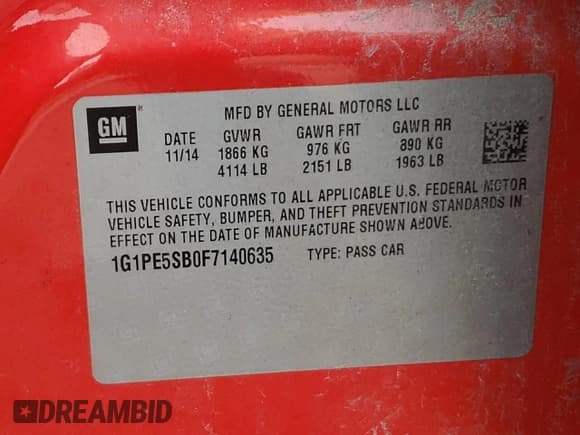 GM
MFD BY GENERAL MOTORS LLC
DATE GVWR GAWR FRT GAWR RR
11/14 1866 KG 976 KG 890 KG
4114 LB 2151 LB 1963 LB
THIS VEHICLE CONFORMS TO ALL APPLICABLE U.S. FEDERAL MOTOR
VEHICLE SAFETY, BUMPER, AND THEFT PREVENTION STANDARDS IN
EFFECT ON THE DATE OF MANUFACTURE SHOWN ABOVE.
1G1PE5SB0F7140635 TYPE: PASS CAR
DREAMBID